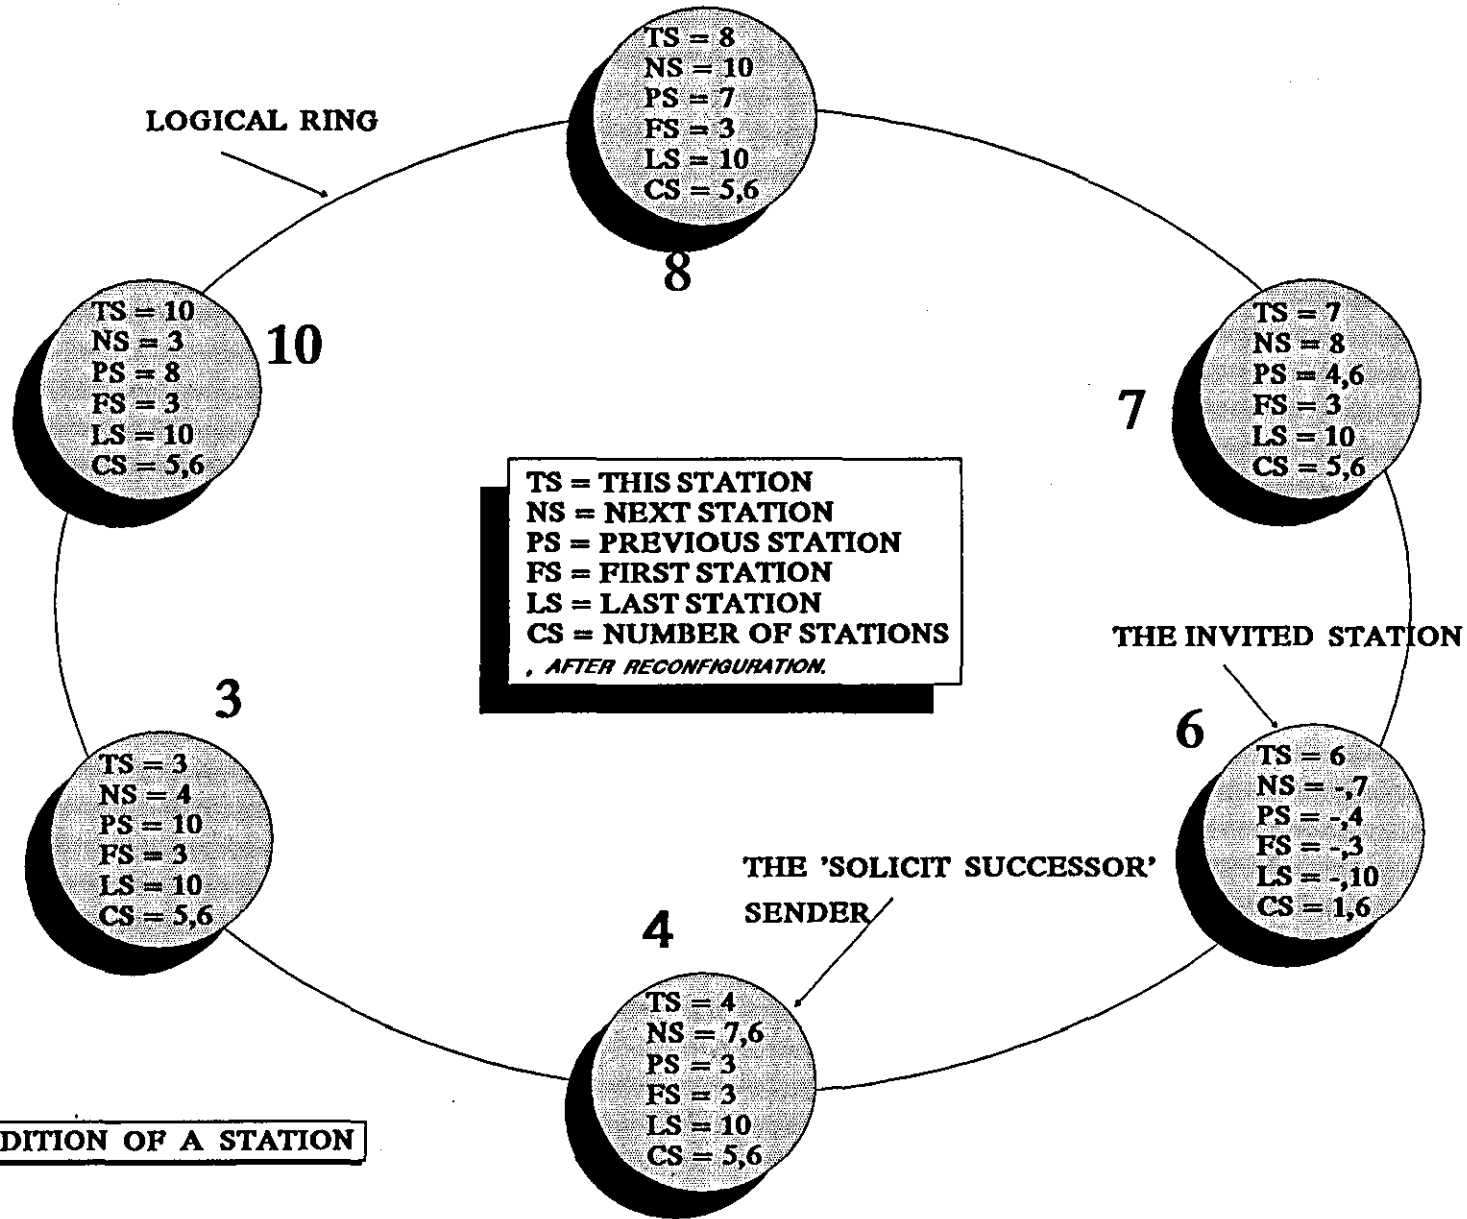 TS = 8
NS = 10
PS = 7
FS = 3
LS = 10
CS = 5,6
8
LOGICAL RING
TS = 10
NS = 3
PS = 8
FS = 3
LS = 10
CS = 5,6
10
TS = 7
NS = 8
PS = 4,6
FS = 3
LS = 10
CS = 5,6
7
TS = THIS STATION
NS = NEXT STATION
PS = PREVIOUS STATION
FS = FIRST STATION
LS = LAST STATION
CS = NUMBER OF STATIONS
, AFTER RECONFIGURATION.
THE INVITED STATION
6
TS = 6
NS = -,7
PS = -,4
FS = -,3
LS = -,10
CS = 1,6
3
TS = 3
NS = 4
PS = 10
FS = 3
LS = 10
CS = 5,6
THE 'SOLICIT SUCCESSOR'
SENDER
4
TS = 4
NS = 7,6
PS = 3
FS = 3
LS = 10
CS = 5,6
DITION OF A STATION